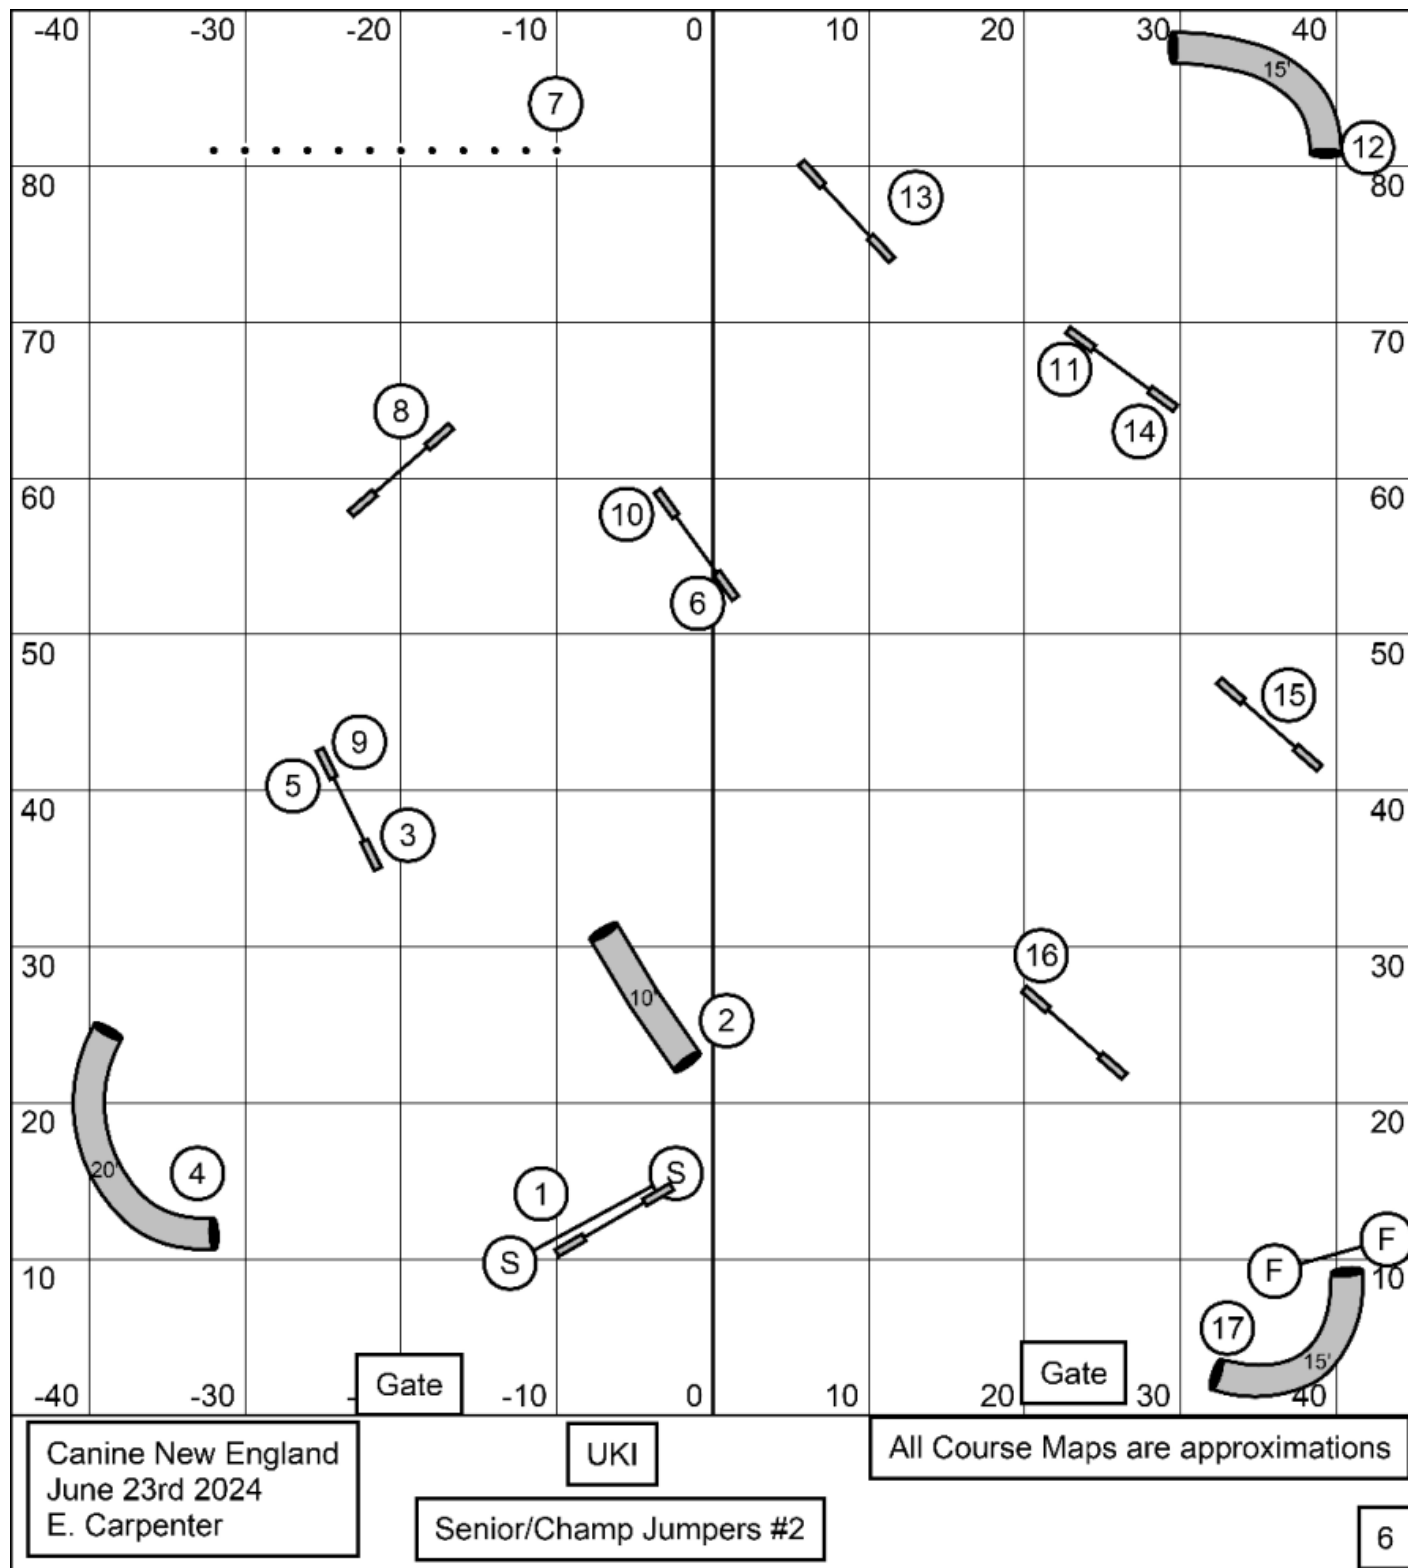 -40 -30 -20 -10 0 10 20 30 40
15'
7
12
80 80
13
70 70
11
8
14
60 60
10
6
50 50
15
9
5
40 40
3
16
30 30
10'
2
20 20
4
20'
1
S
S
F
F
10 10
17
15'
Gate
Gate
-40 -30 -10 0 10 20 30 40
Canine New England
June 23rd 2024
E. Carpenter
UKI
Senior/Champ Jumpers #2
All Course Maps are approximations
6